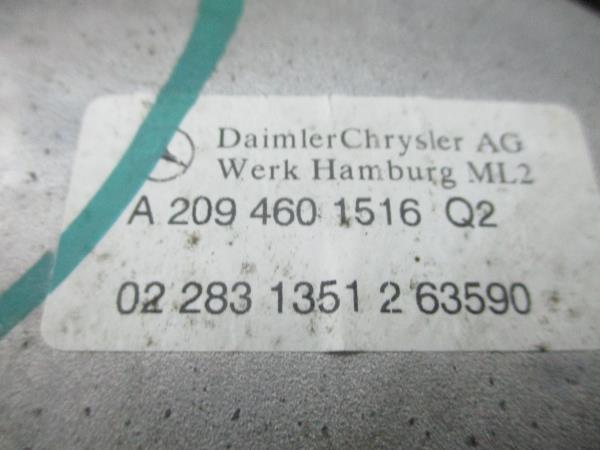 DaimlerChrysler AG
Werk Hamburg ML2
A 209 460 1516 Q2
02 283 1351 2 63590